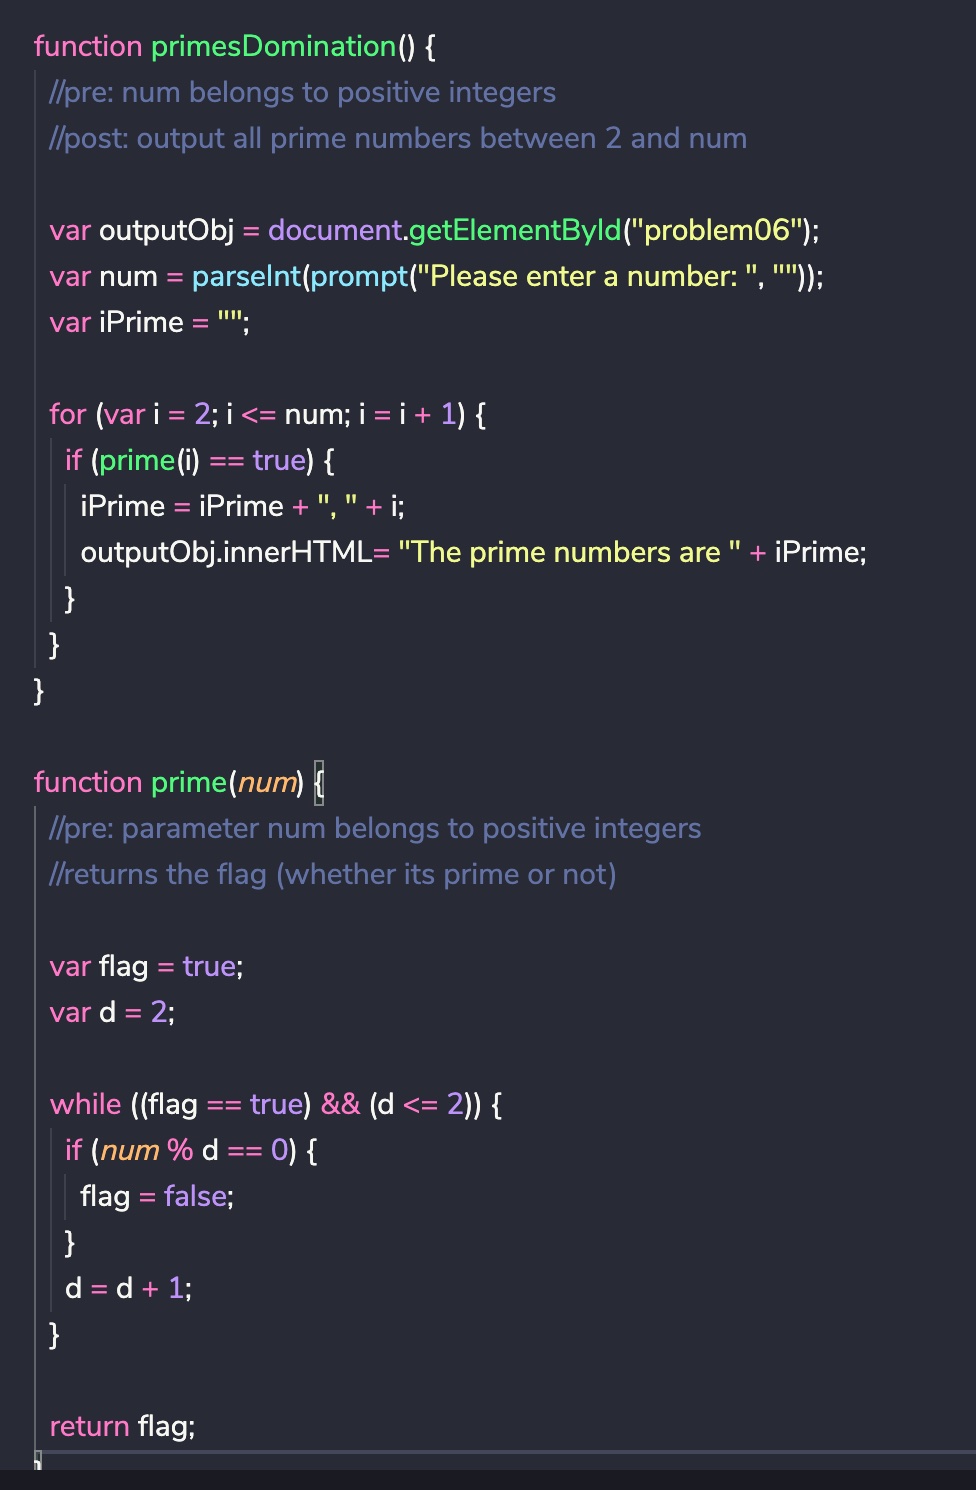 function primesDomination() {
//pre: num belongs to positive integers
//post: output all prime numbers between 2 and num
var outputObj = document.getElementById("problem06");
var num = parseInt(prompt("Please enter a number: ", ""));
var iPrime = "";
for (var i = 2; i <= num; i = i + 1) {
if (prime(i) == true) {
iPrime = iPrime + ", " + i;
outputObj.innerHTML= "The prime numbers are " + iPrime;
}
}
}
function prime(num) {
//pre: parameter num belongs to positive integers
//returns the flag (whether its prime or not)
var flag = true;
var d = 2;
while ((flag == true) && (d <= 2)) {
if (num % d == 0) {
flag = false;
}
d = d + 1;
}
return flag;
}